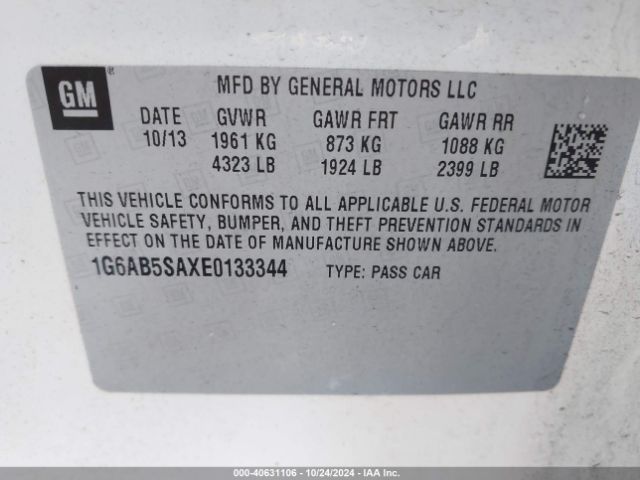 GM®
MFD BY GENERAL MOTORS LLC
DATE GVWR GAWR FRT GAWR RR
10/13 1961 KG 873 KG 1088 KG
4323 LB 1924 LB 2399 LB
THIS VEHICLE CONFORMS TO ALL APPLICABLE U.S. FEDERAL MOTOR
VEHICLE SAFETY, BUMPER, AND THEFT PREVENTION STANDARDS IN
EFFECT ON THE DATE OF MANUFACTURE SHOWN ABOVE.
1G6AB5SAXE0133344 TYPE: PASS CAR
000-40631106 - 10/24/2024 - IAA Inc.